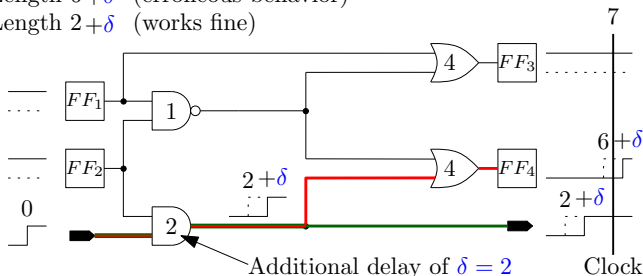 6+δ (erroneous behavior)
Length 2+δ (works fine)
7
4
FF₃
FF₁
1
6+δ
FF₂
4
FF₄
2+δ
2+δ
0
2
Additional delay of δ = 2
Clock